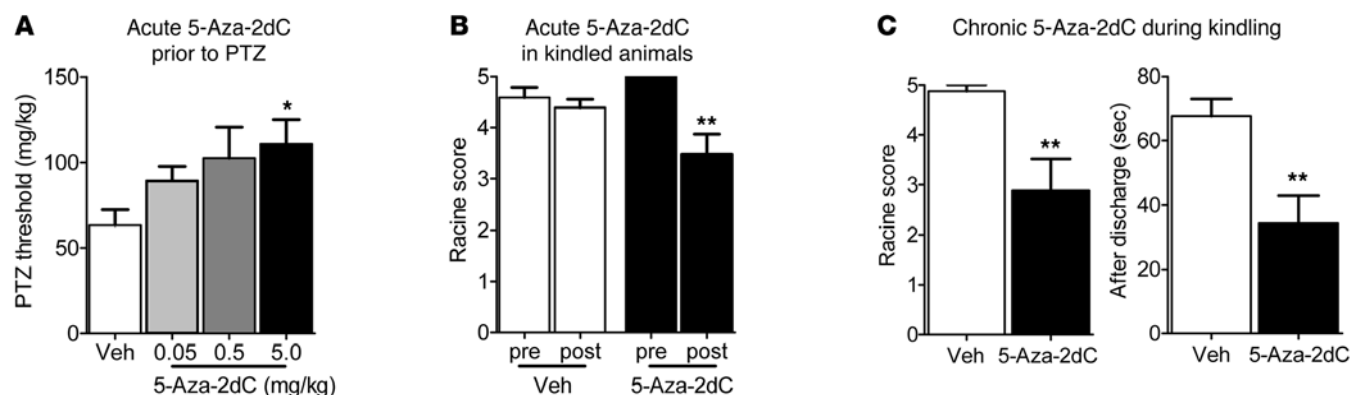 A
Acute 5-Aza-2dC
prior to PTZ
PTZ threshold (mg/kg)
150
100
50
0
*
Veh
0.05
0.5
5.0
5-Aza-2dC (mg/kg)
B
Acute 5-Aza-2dC
in kindled animals
Racine score
5
4
3
2
1
0
**
pre
post
pre
post
Veh
5-Aza-2dC
C
Chronic 5-Aza-2dC during kindling
Racine score
5
4
3
2
1
0
**
Veh
5-Aza-2dC
After discharge (sec)
80
60
40
20
0
**
Veh
5-Aza-2dC